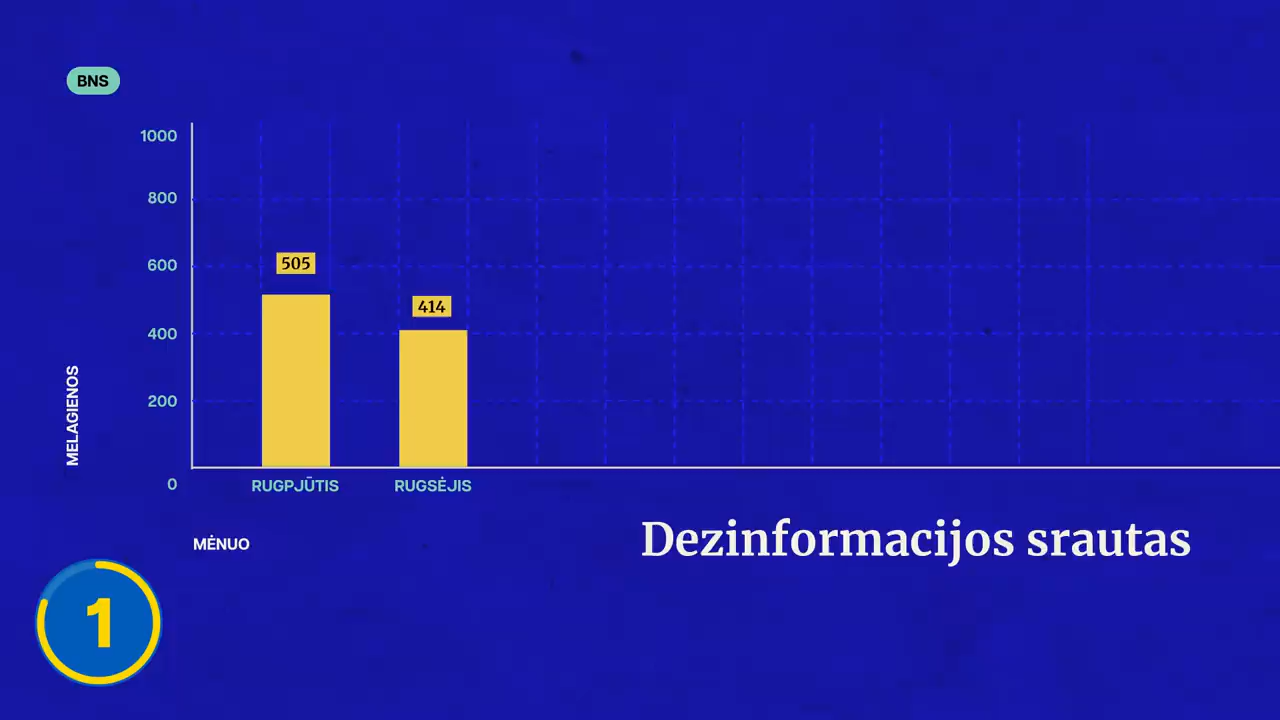 BNS
1000
800
600
400
200
0
MELAGIENOS
505
414
RUGPJŪTIS
RUGSĖJIS
MĖNUO
Dezinformacijos srautas
1